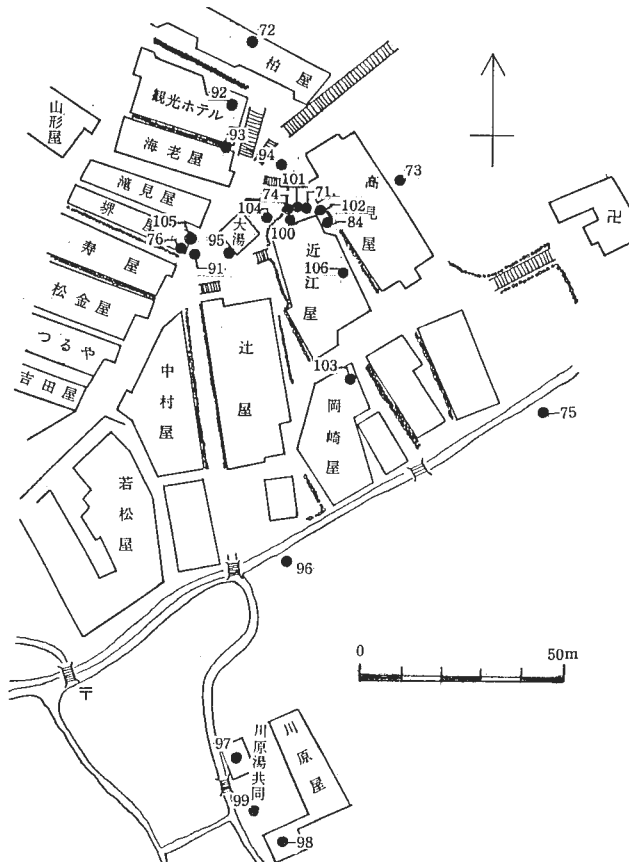 72
柏屋
92
観光ホテル
山形屋
93
海老屋
94
高見屋
73
101
滝見屋
74
71
102
104
84
堺屋
大湯
100
卍
105
76
95
91
近江屋
106
寿屋
松金屋
つるや
吉田屋
中村屋
辻屋
103
岡崎屋
75
若松屋
96
0
50m
〒
97
川原湯共同
川原屋
99
98